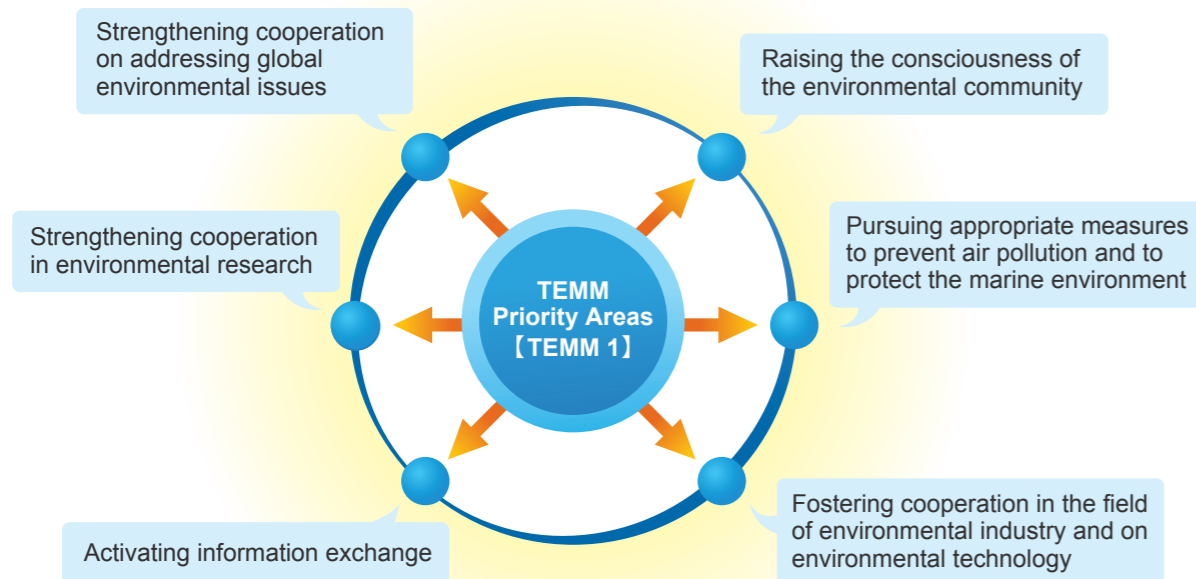 Strengthening cooperation
on addressing global
environmental issues
Raising the consciousness of
the environmental community
Strengthening cooperation
in environmental research
TEMM
Priority Areas
【TEMM 1】
Pursuing appropriate measures
to prevent air pollution and to
protect the marine environment
Activating information exchange
Fostering cooperation in the field
of environmental industry and on
environmental technology